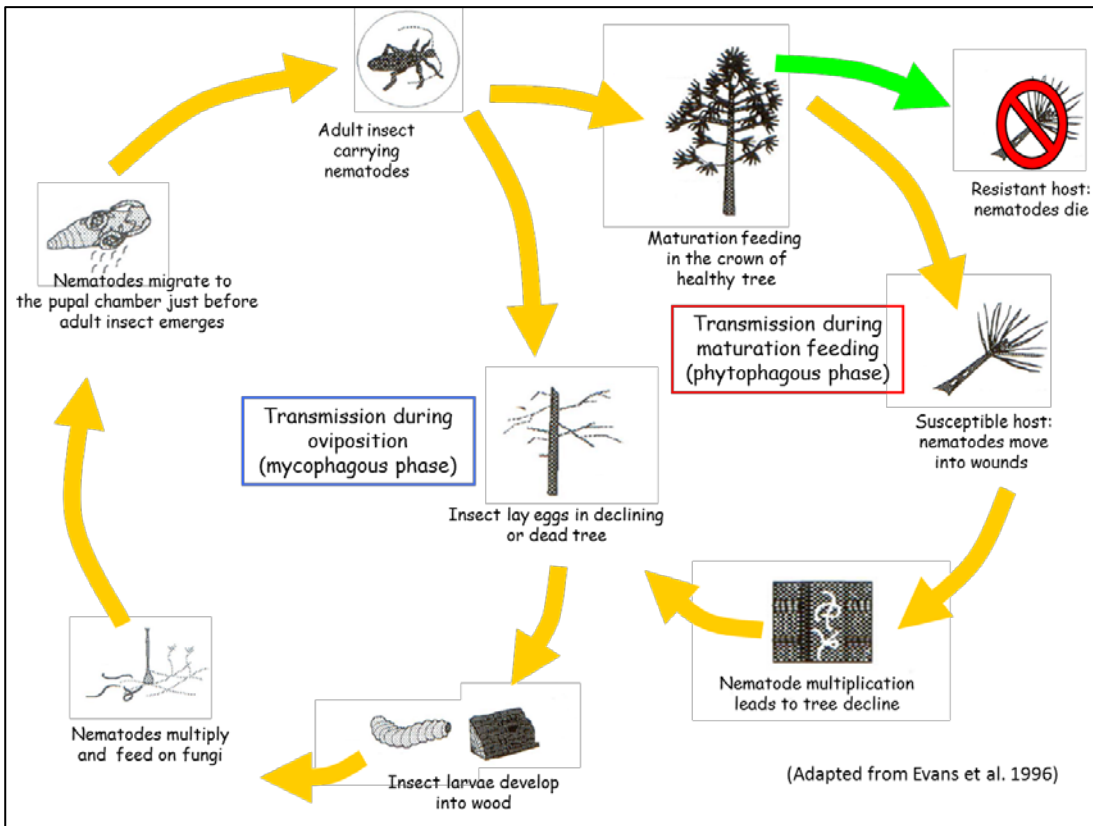 Adult insect
carrying
nematodes
Maturation feeding
in the crown of
healthy tree
Resistant host:
nematodes die
Nematodes migrate to
the pupal chamber just before
adult insect emerges
Transmission during
maturation feeding
(phytophagous phase)
Susceptible host:
nematodes move
into wounds
Transmission during
oviposition
(mycophagous phase)
Insect lay eggs in declining
or dead tree
Nematode multiplication
leads to tree decline
Nematodes multiply
and feed on fungi
Insect larvae develop
into wood
(Adapted from Evans et al. 1996)